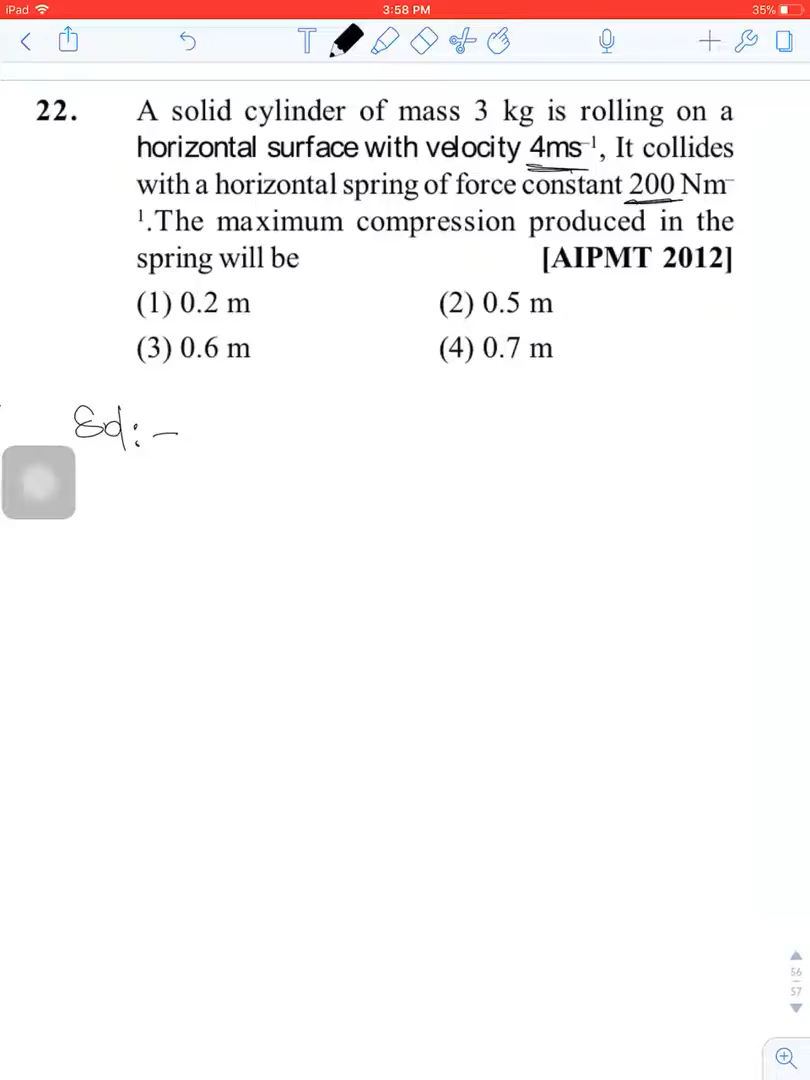 iPad
3:58 PM
35%
T
22. A solid cylinder of mass 3 kg is rolling on a
horizontal surface with velocity 4ms⁻¹, It collides
with a horizontal spring of force constant 200 Nm⁻
¹.The maximum compression produced in the
spring will be [AIPMT 2012]
(1) 0.2 m (2) 0.5 m
(3) 0.6 m (4) 0.7 m
Sol:-
56
57